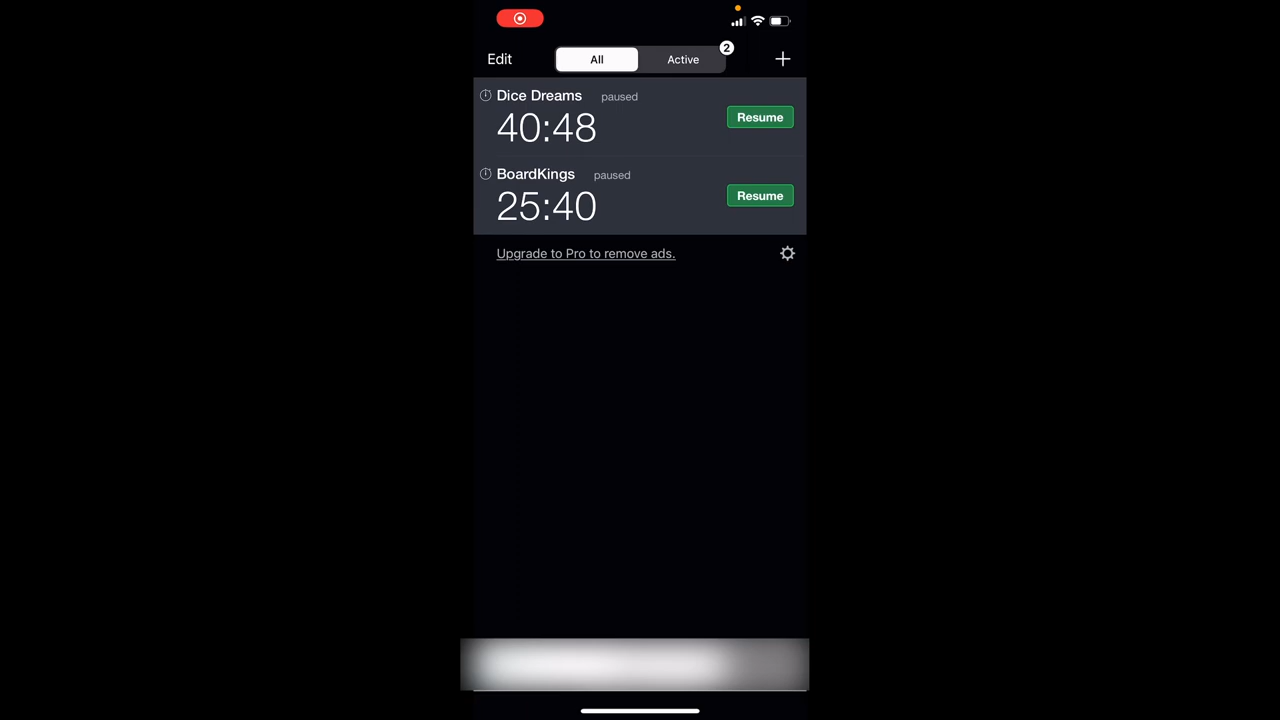 Edit All Active 2
Dice Dreams paused
40:48 Resume
BoardKings paused
25:40 Resume
Upgrade to Pro to remove ads.